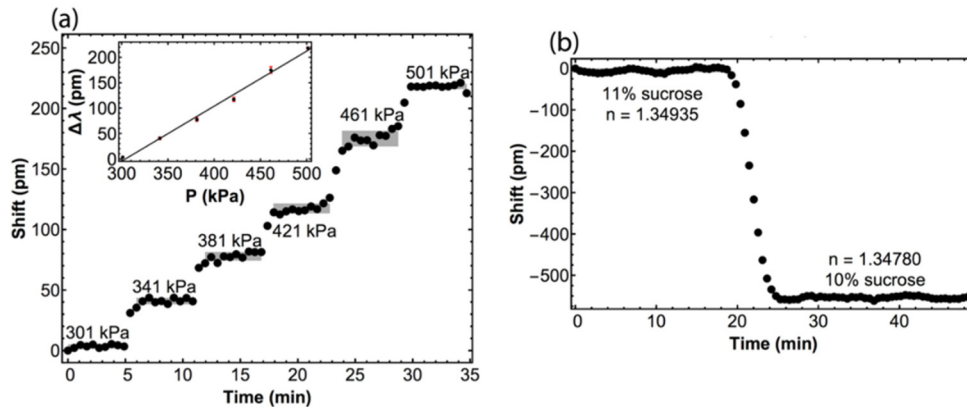 (a)
250
200
150
100
50
0
Shift (pm)
0 5 10 15 20 25 30 35
Time (min)
200
150
100
50
0
Δλ (pm)
300 350 400 450 500
P (kPa)
301 kPa
341 kPa
381 kPa
421 kPa
461 kPa
501 kPa
(b)
0
−100
−200
−300
−400
−500
Shift (pm)
0 10 20 30 40
Time (min)
11% sucrose
n = 1.34935
n = 1.34780
10% sucrose